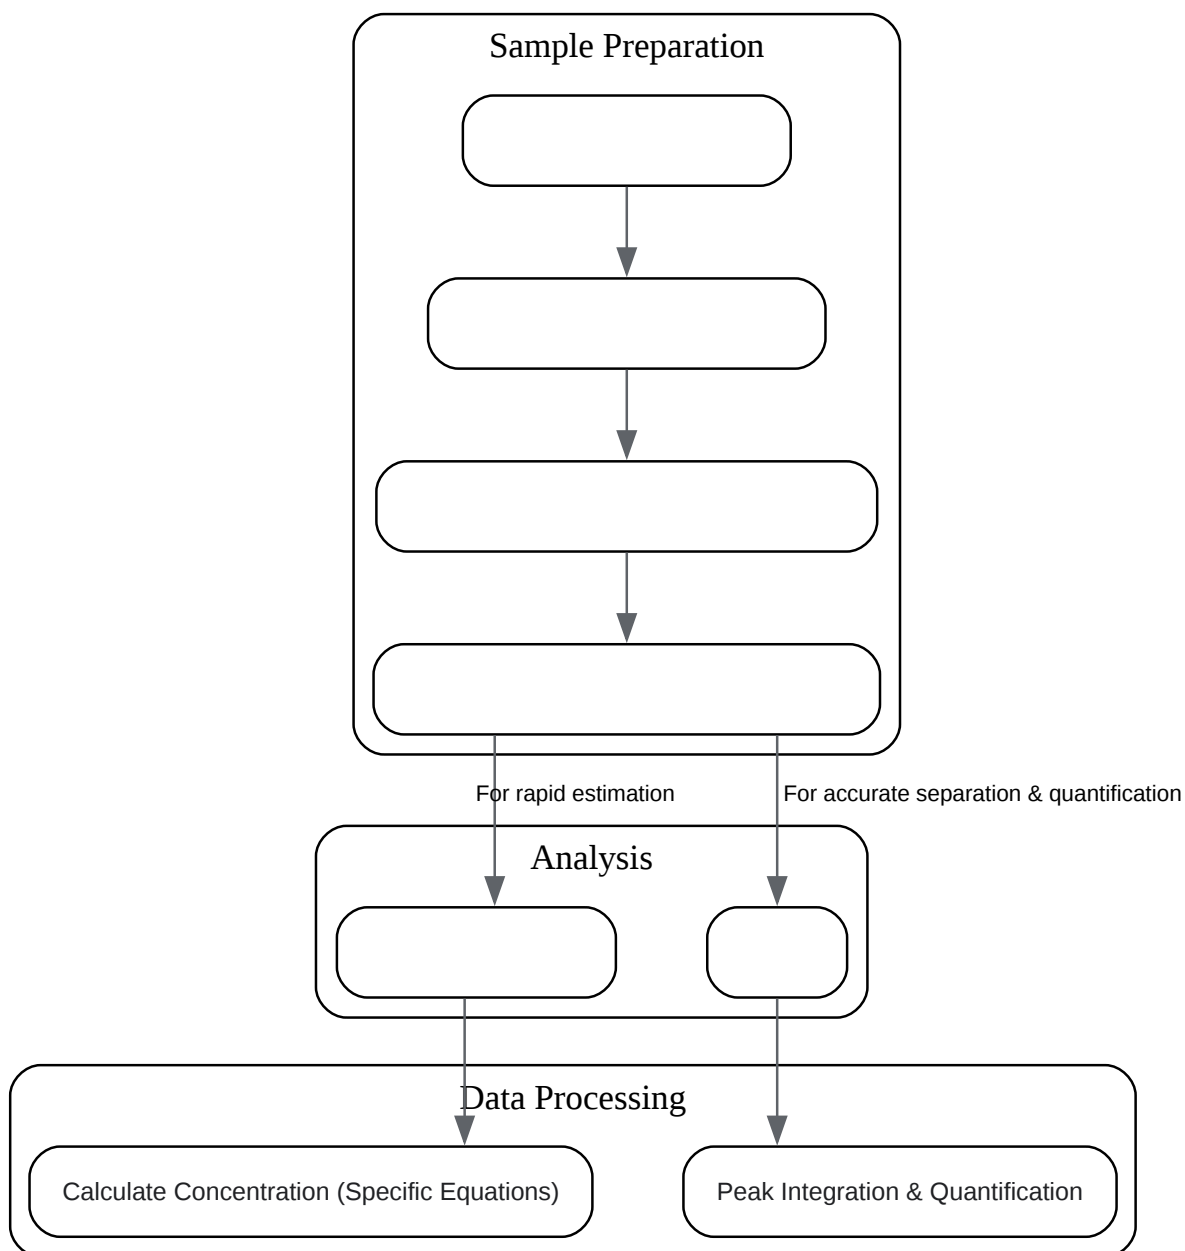 Sample Preparation
For rapid estimation
For accurate separation & quantification
Analysis
Data Processing
Calculate Concentration (Specific Equations)
Peak Integration & Quantification